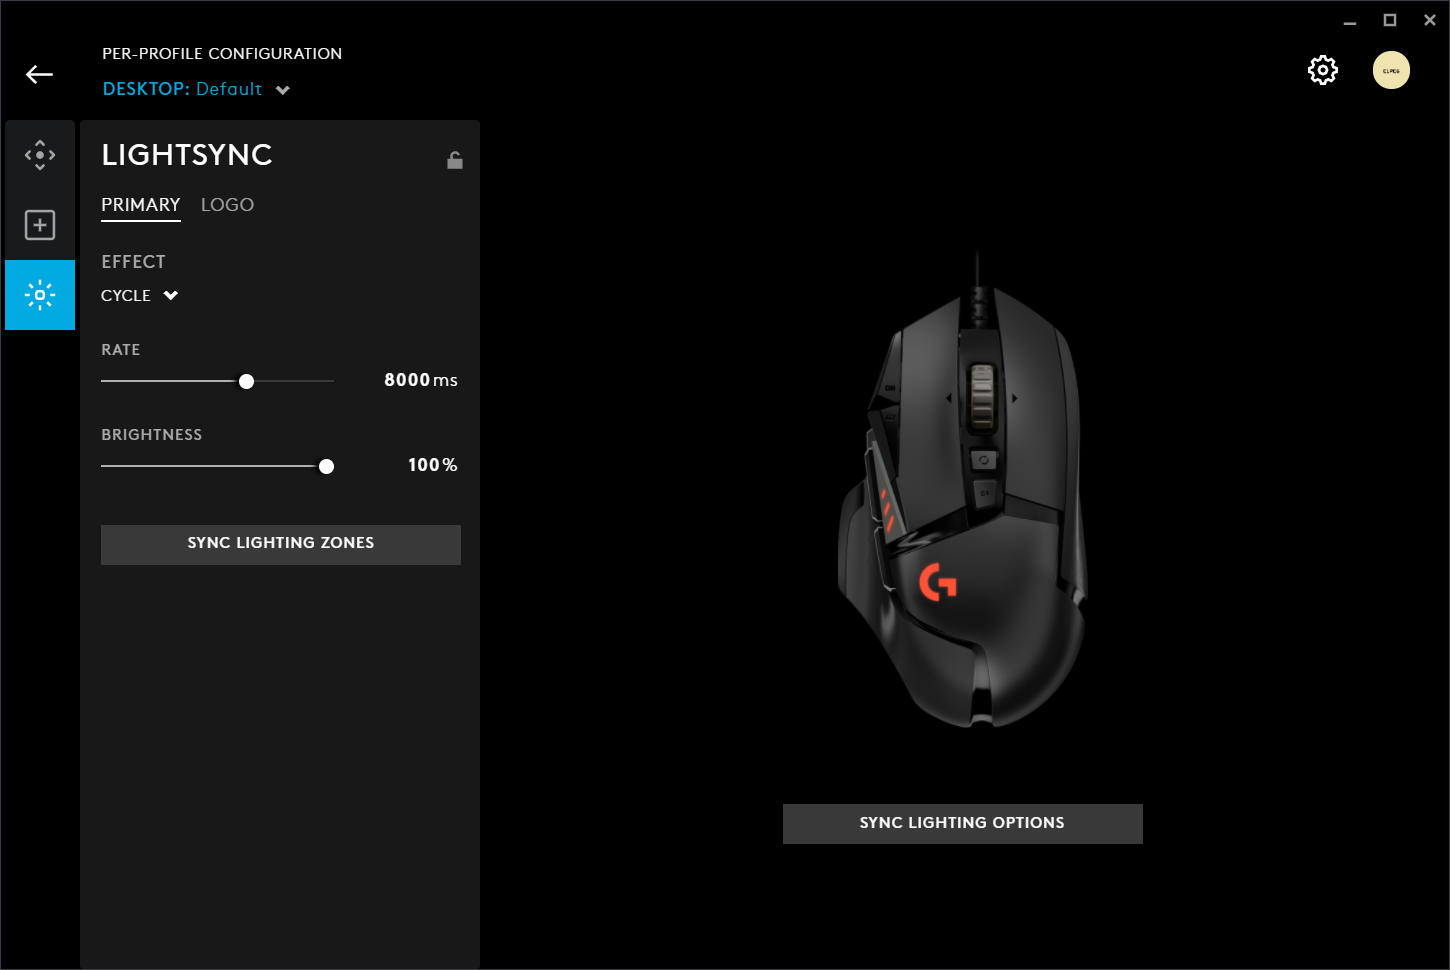 PER-PROFILE CONFIGURATION
DESKTOP: Default
LIGHTSYNC
PRIMARY LOGO
EFFECT
CYCLE
RATE
8000 ms
BRIGHTNESS
100 %
SYNC LIGHTING ZONES
SYNC LIGHTING OPTIONS